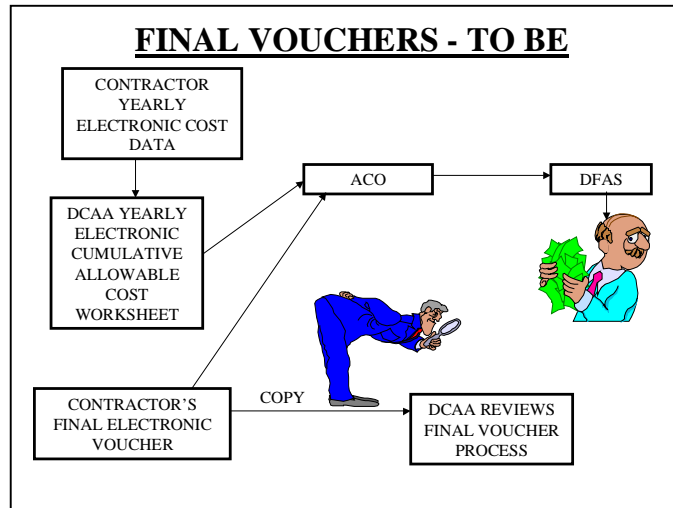 FINAL VOUCHERS - TO BE
CONTRACTOR
YEARLY
ELECTRONIC COST
DATA
ACO
DFAS
DCAA YEARLY
ELECTRONIC
CUMULATIVE
ALLOWABLE
COST
WORKSHEET
CONTRACTOR'S
FINAL ELECTRONIC
VOUCHER
COPY
DCAA REVIEWS
FINAL VOUCHER
PROCESS